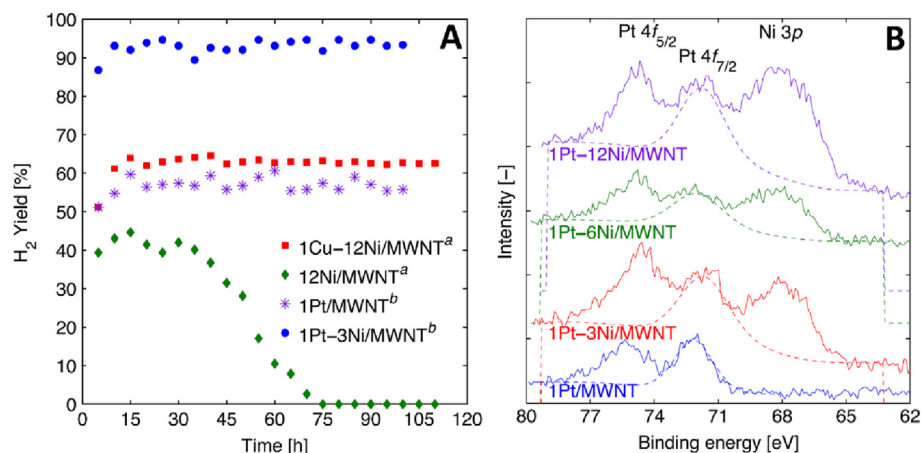 A
H2 Yield [%]
100
90
80
70
60
50
40
30
20
10
0
1Cu–12Ni/MWNTᵃ
12Ni/MWNTᵃ
1Pt/MWNTᵇ
1Pt–3Ni/MWNTᵇ
0 15 30 45 60 75 90 105 120
Time [h]
B
Pt 4f5/2
Pt 4f7/2
Ni 3p
Intensity [–]
1Pt–12Ni/MWNT
1Pt–6Ni/MWNT
1Pt–3Ni/MWNT
1Pt/MWNT
80 77 74 71 68 65 62
Binding energy [eV]